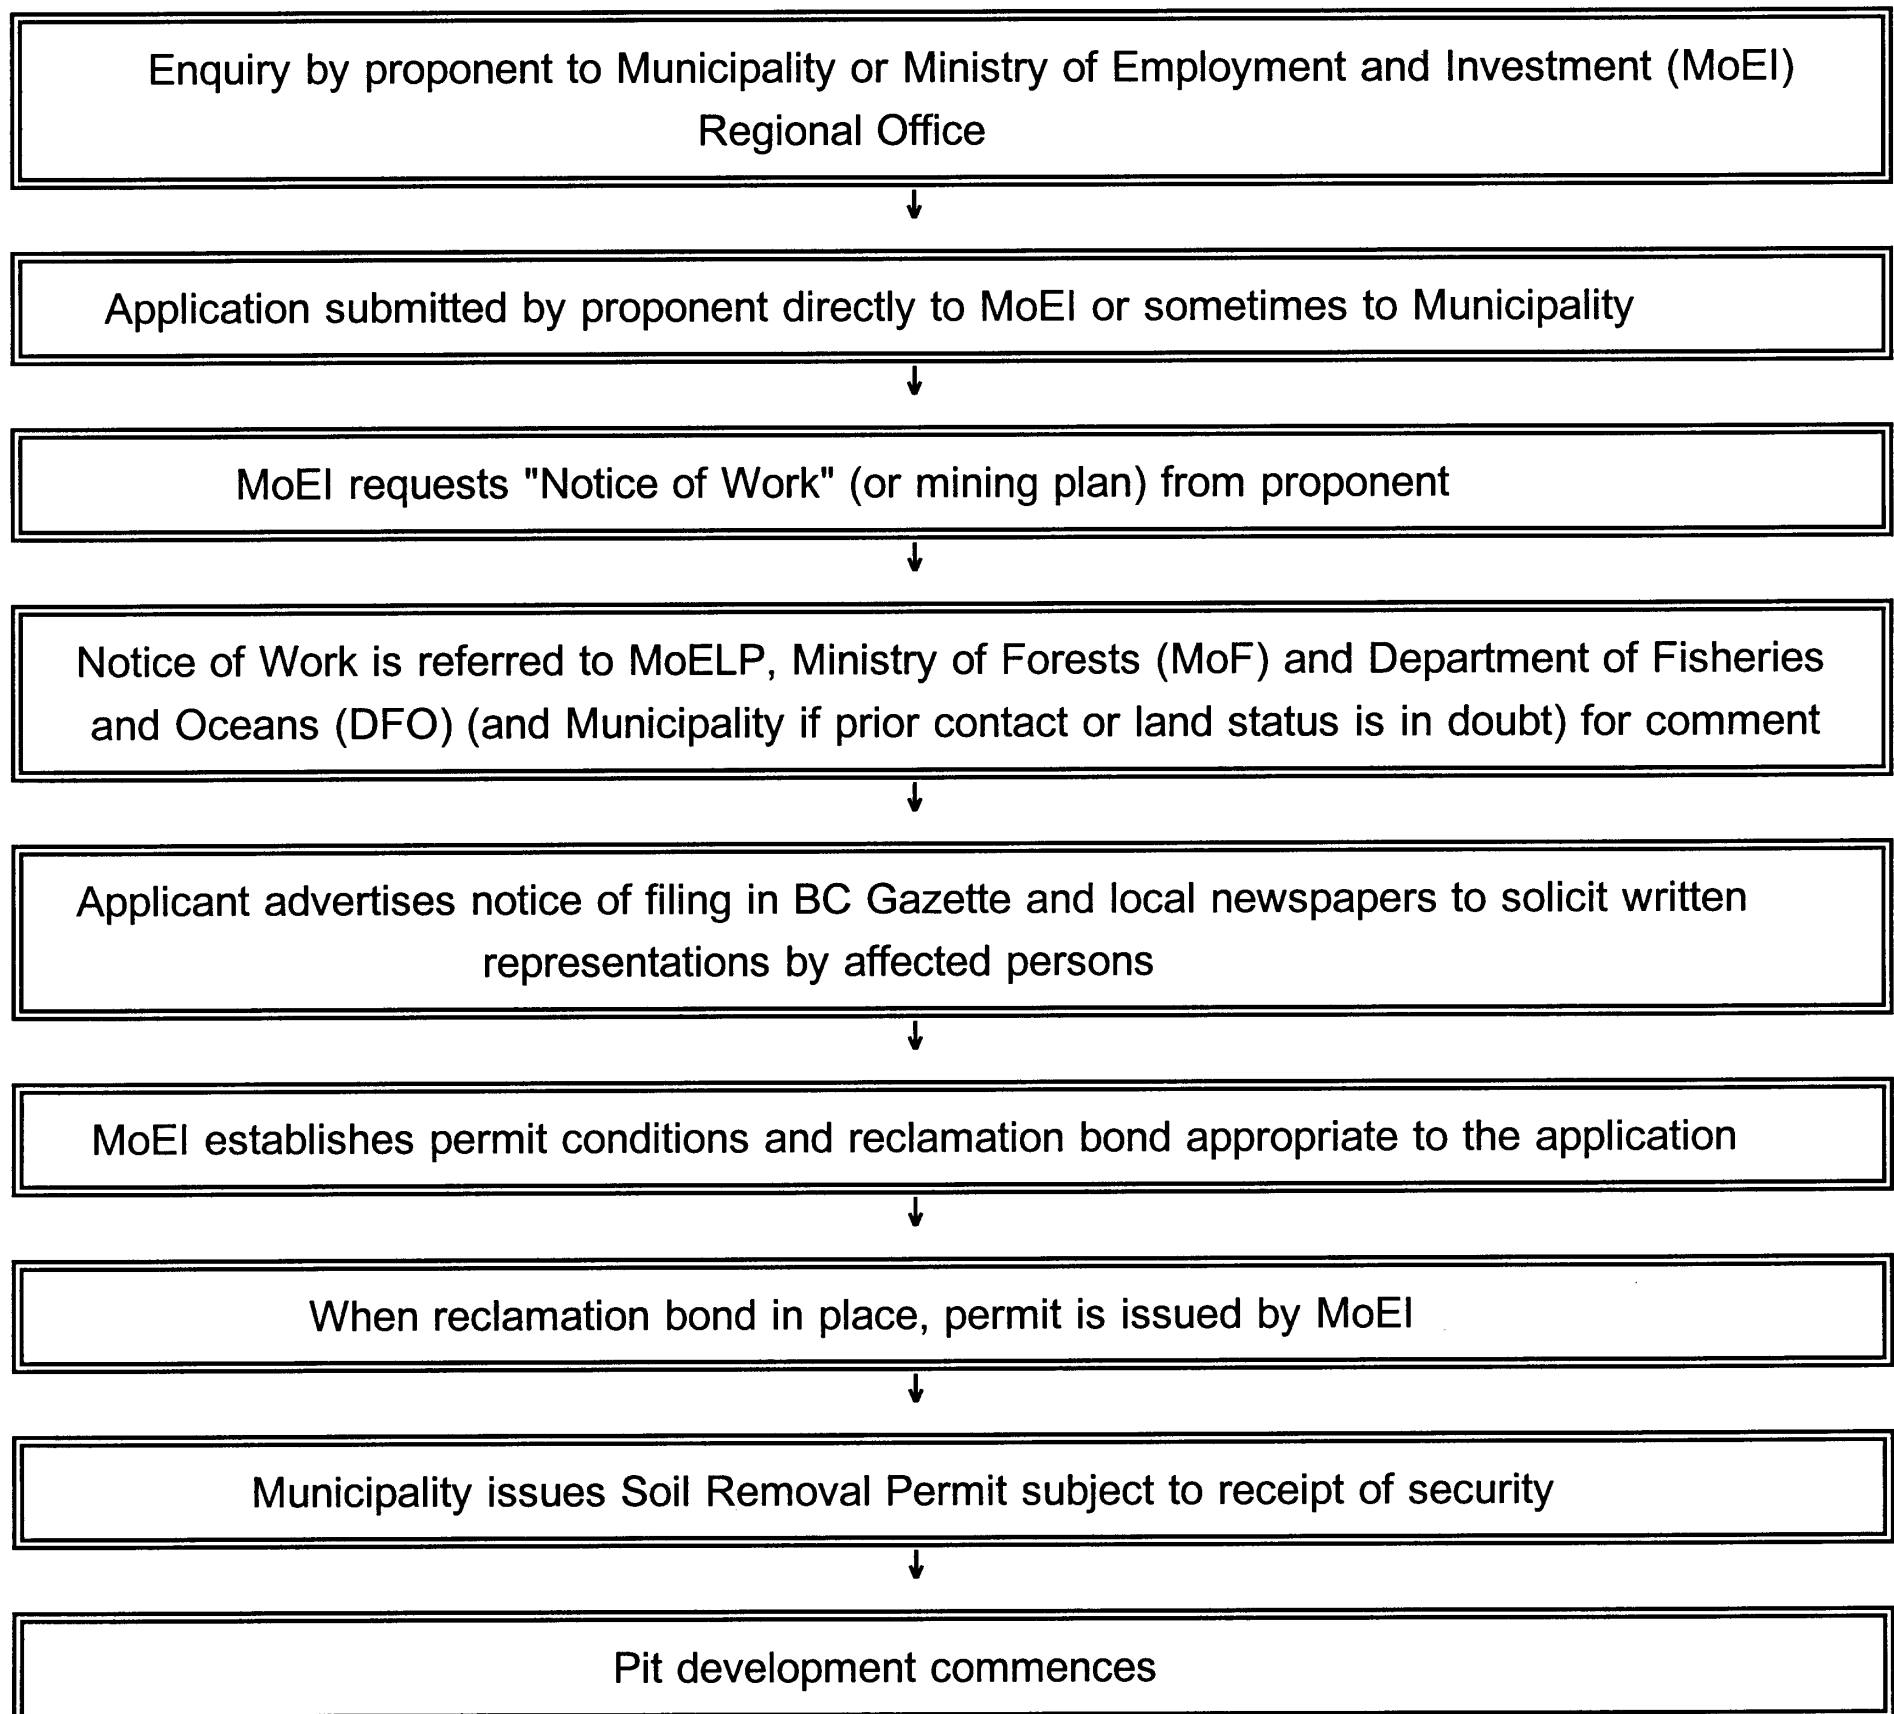 Enquiry by proponent to Municipality or Ministry of Employment and Investment (MoEI)
Regional Office
Application submitted by proponent directly to MoEI or sometimes to Municipality
MoEI requests "Notice of Work" (or mining plan) from proponent
Notice of Work is referred to MoELP, Ministry of Forests (MoF) and Department of Fisheries
and Oceans (DFO) (and Municipality if prior contact or land status is in doubt) for comment
Applicant advertises notice of filing in BC Gazette and local newspapers to solicit written
representations by affected persons
MoEI establishes permit conditions and reclamation bond appropriate to the application
When reclamation bond in place, permit is issued by MoEI
Municipality issues Soil Removal Permit subject to receipt of security
Pit development commences